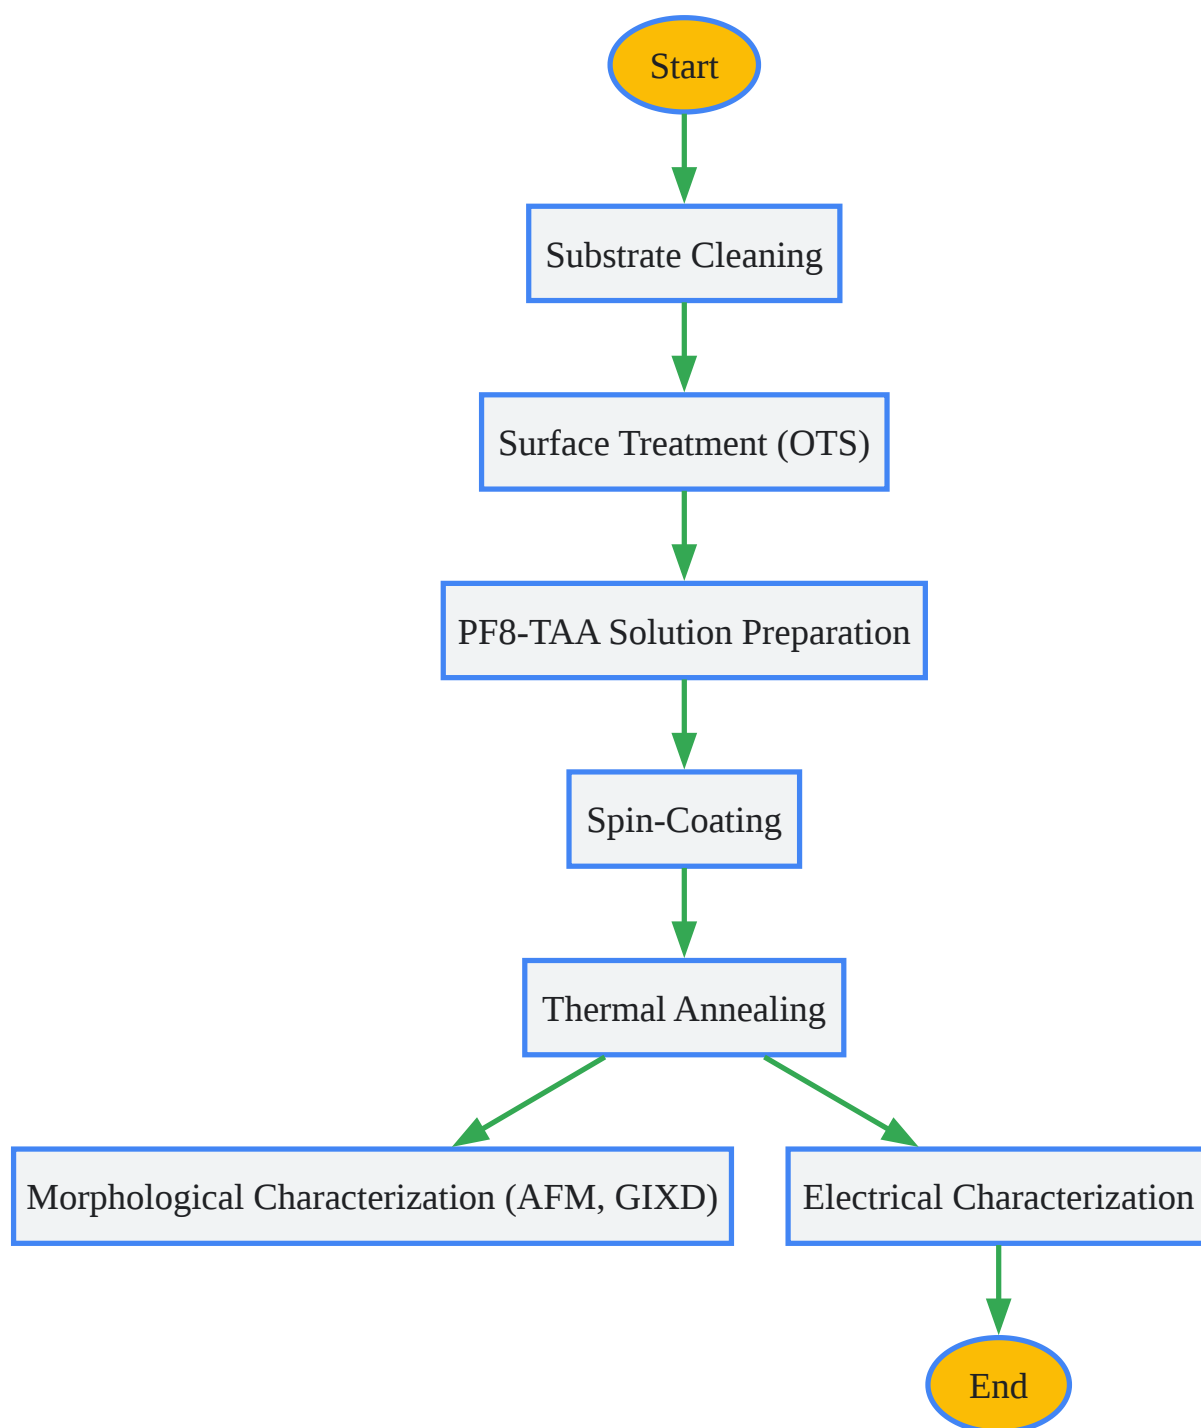 Start
Substrate Cleaning
Surface Treatment (OTS)
PF8-TAA Solution Preparation
Spin-Coating
Thermal Annealing
Morphological Characterization (AFM, GIXD)
Electrical Characterization
End